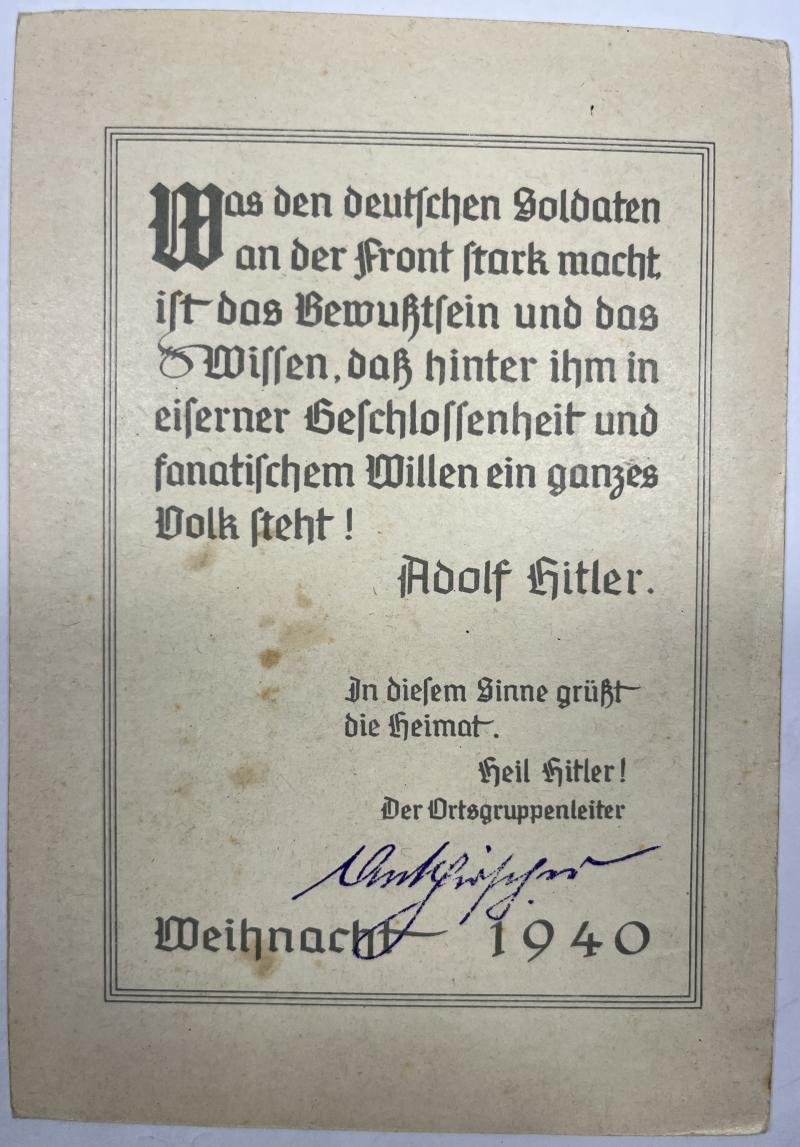 Was den deutschen Soldaten
an der Front stark macht,
ist das Bewußtsein und das
Wissen, daß hinter ihm in
eiserner Geschlossenheit und
fanatischem Willen ein ganzes
Volk steht!
Adolf Hitler.
In diesem Sinne grüßt
die Heimat.
Heil Hitler!
Der Ortsgruppenleiter
Weihnacht 1940